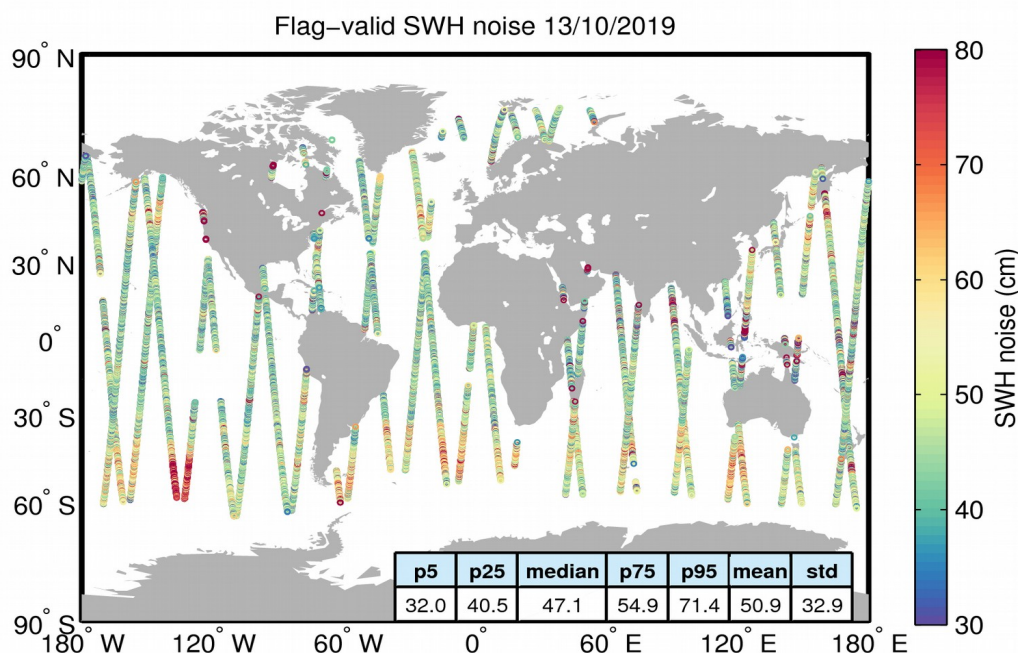 Flag−valid SWH noise 13/10/2019
90° N
60° N
30° N
0°
30° S
60° S
90° S
180° W
120° W
60° W
0°
60° E
120° E
180° E
80
70
60
50
40
30
SWH noise (cm)
p5 p25 median p75 p95 mean std
32.0 40.5 47.1 54.9 71.4 50.9 32.9